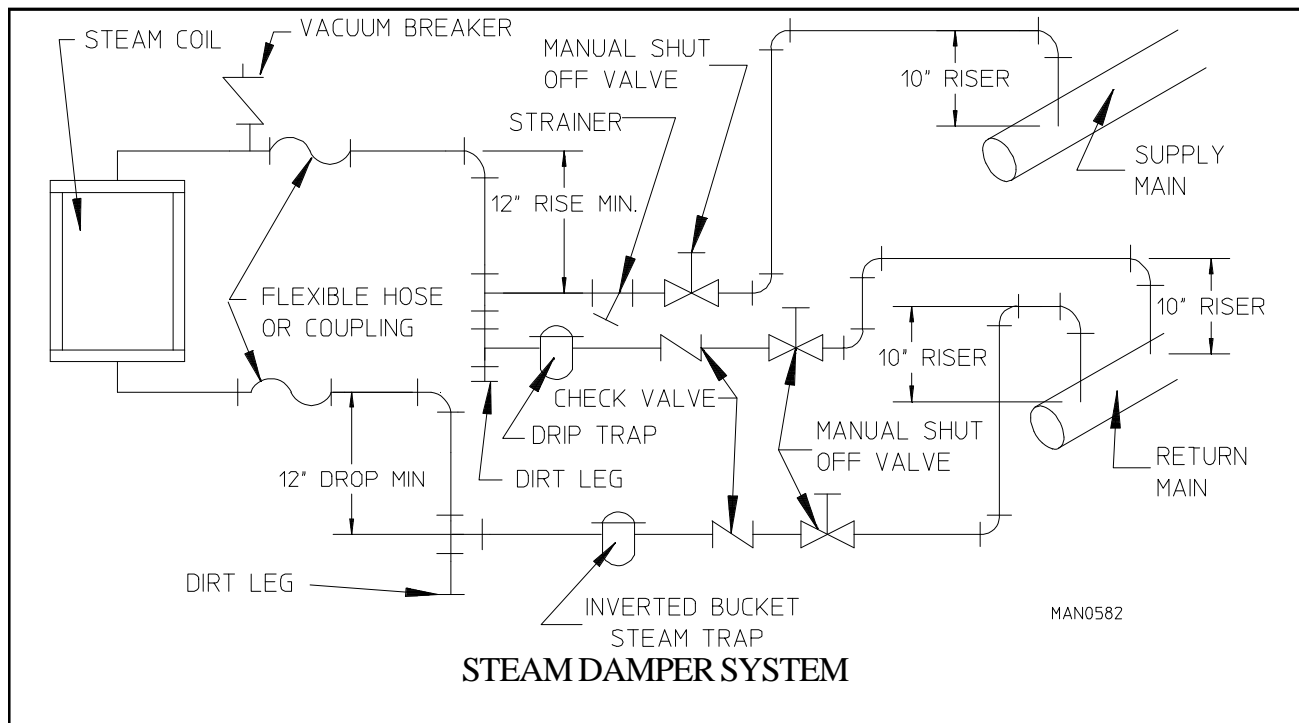 STEAM COIL
VACUUM BREAKER
MANUAL SHUT
OFF VALVE
10" RISER
STRAINER
SUPPLY
MAIN
12" RISE MIN.
FLEXIBLE HOSE
OR COUPLING
10" RISER
10" RISER
CHECK VALVE
DRIP TRAP
MANUAL SHUT
OFF VALVE
RETURN
MAIN
12" DROP MIN
DIRT LEG
DIRT LEG
INVERTED BUCKET
STEAM TRAP
MAN0582
STEAM DAMPER SYSTEM